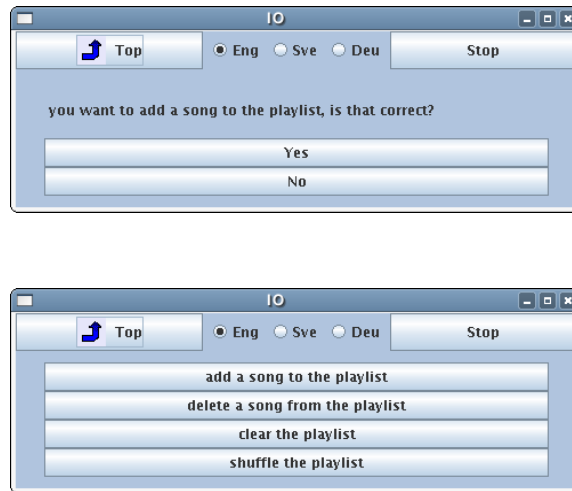 IO
Top Eng Sve Deu Stop
you want to add a song to the playlist, is that correct?
Yes
No
IO
Top Eng Sve Deu Stop
add a song to the playlist
delete a song from the playlist
clear the playlist
shuffle the playlist